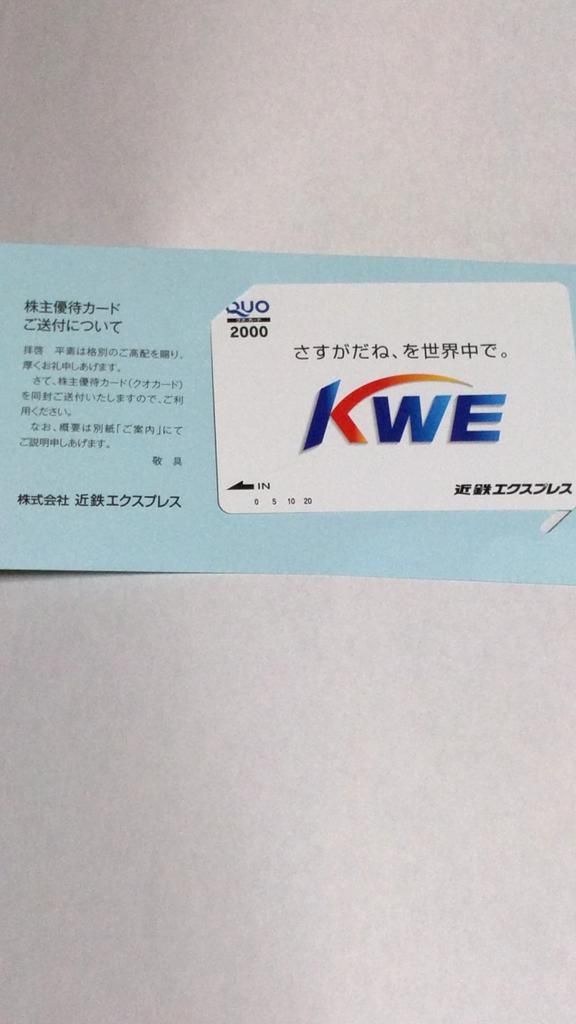 株主優待カード
ご送付について
拝啓　平素は格別のご高配を賜り、
厚くお礼申しあげます。
さて、株主優待カード（クオカード）
を同封ご送付いたしますので、ご利
用ください。
なお、概要は別紙「ご案内」にて
ご説明申しあげます。
敬　具
株式会社 近鉄エクスプレス
QUO
クオ・カード
2000
さすがだね、を世界中で。
KWE
IN
0 5 10 20
近鉄エクスプレス